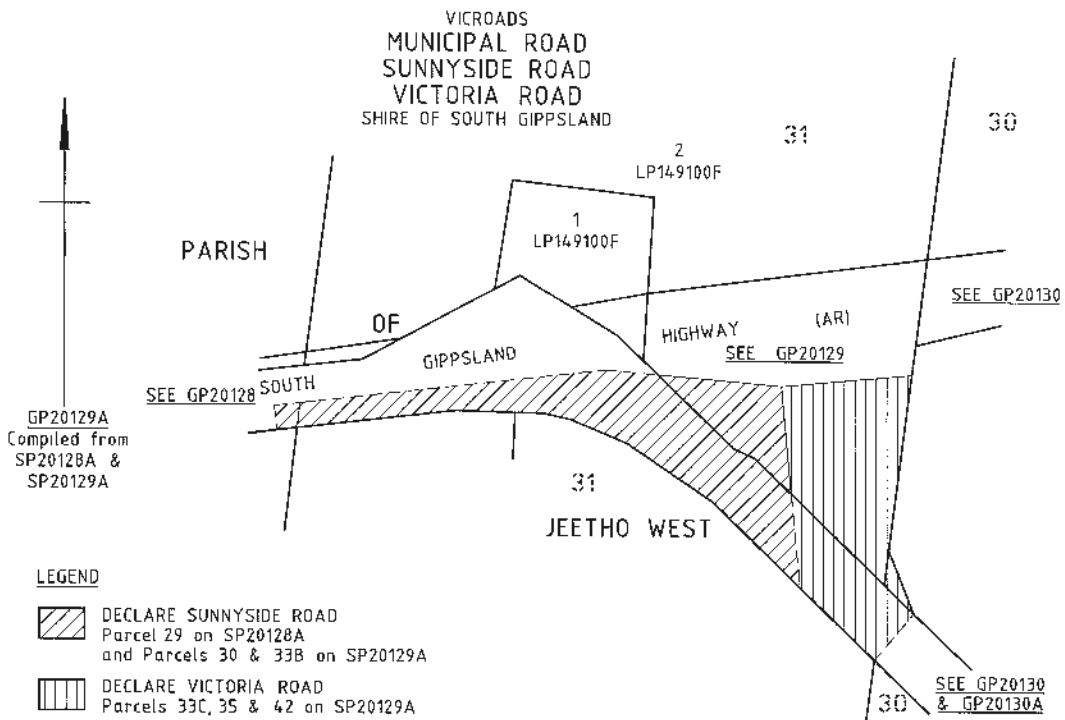 VICROADS
MUNICIPAL ROAD
SUNNYSIDE ROAD
VICTORIA ROAD
SHIRE OF SOUTH GIPPSLAND
31
30
2
LP149100F
1
LP149100F
PARISH
SEE GP20130
OF
HIGHWAY (AR)
SEE GP20129
GIPPSLAND
SOUTH
SEE GP20128
GP20129A
Compiled from
SP20128A &
SP20129A
31
JEETHO WEST
LEGEND
DECLARE SUNNYSIDE ROAD
Parcel 29 on SP20128A
and Parcels 30 & 33B on SP20129A
DECLARE VICTORIA ROAD
Parcels 33C, 35 & 42 on SP20129A
30
SEE GP20130
& GP20130A